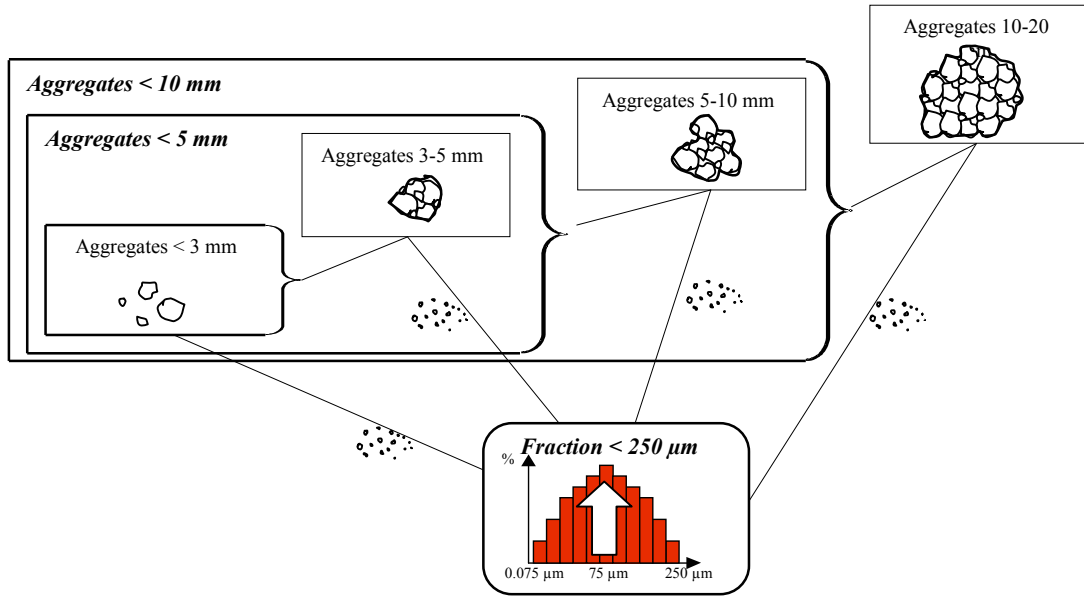 Aggregates 10-20
Aggregates < 10 mm
Aggregates 5-10 mm
Aggregates < 5 mm
Aggregates 3-5 mm
Aggregates < 3 mm
Fraction < 250 µm
%
0.075 µm 75 µm 250 µm